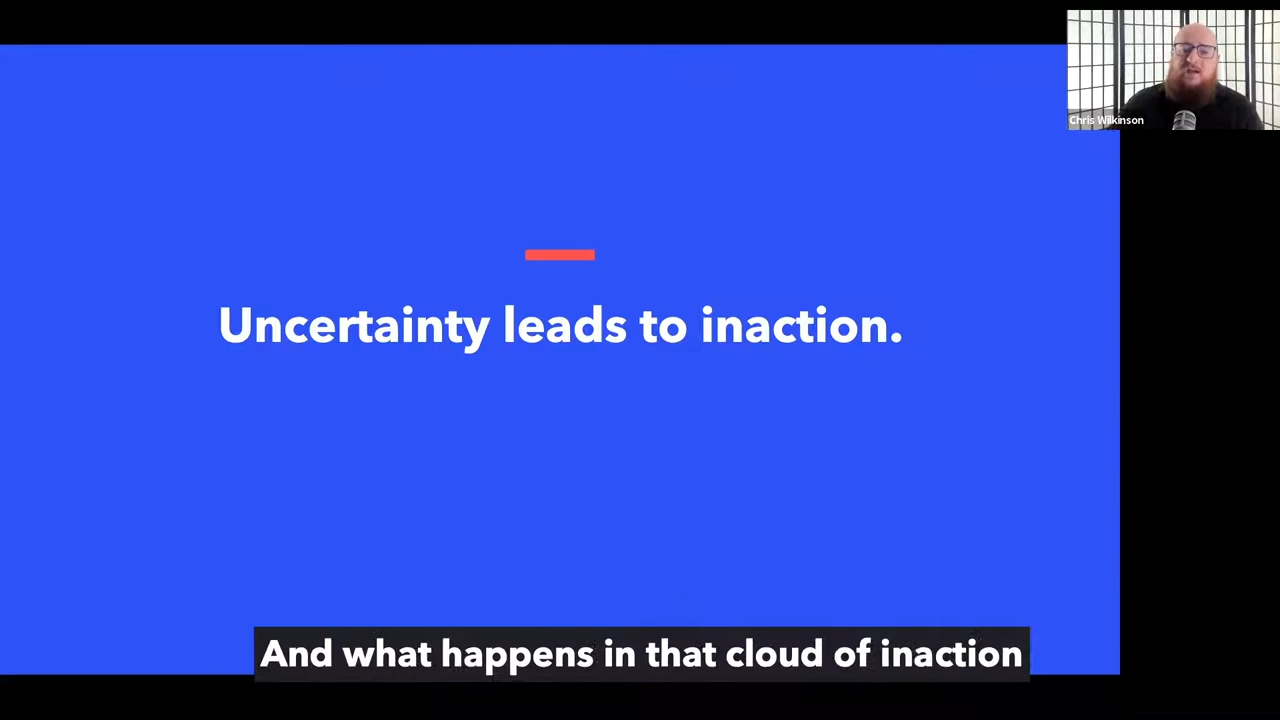 Chris Wilkinson
Uncertainty leads to inaction.
And what happens in that cloud of inaction